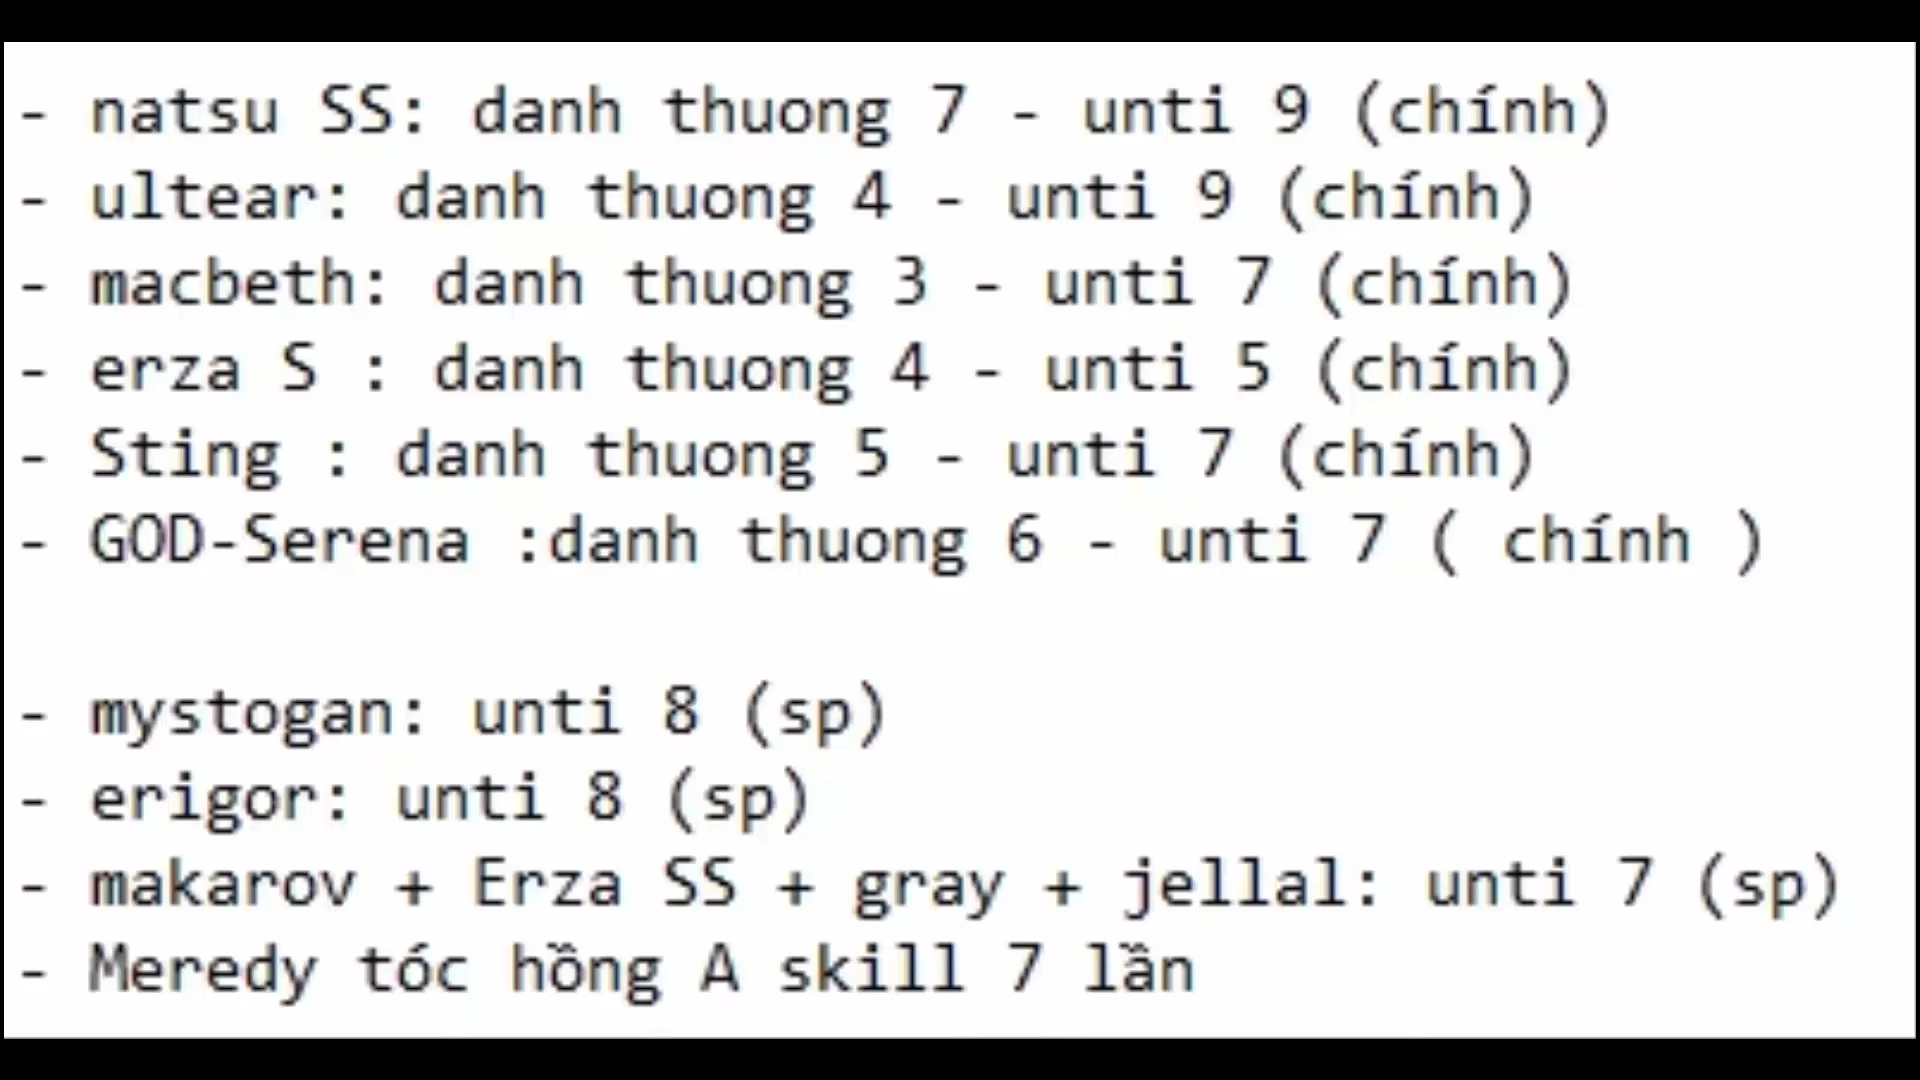 - natsu SS: danh thuong 7 - unti 9 (chính)
- ultear: danh thuong 4 - unti 9 (chính)
- macbeth: danh thuong 3 - unti 7 (chính)
- erza S : danh thuong 4 - unti 5 (chính)
- Sting : danh thuong 5 - unti 7 (chính)
- GOD-Serena :danh thuong 6 - unti 7 ( chính )
- mystogan: unti 8 (sp)
- erigor: unti 8 (sp)
- makarov + Erza SS + gray + jellal: unti 7 (sp)
- Meredy tóc hồng A skill 7 lần